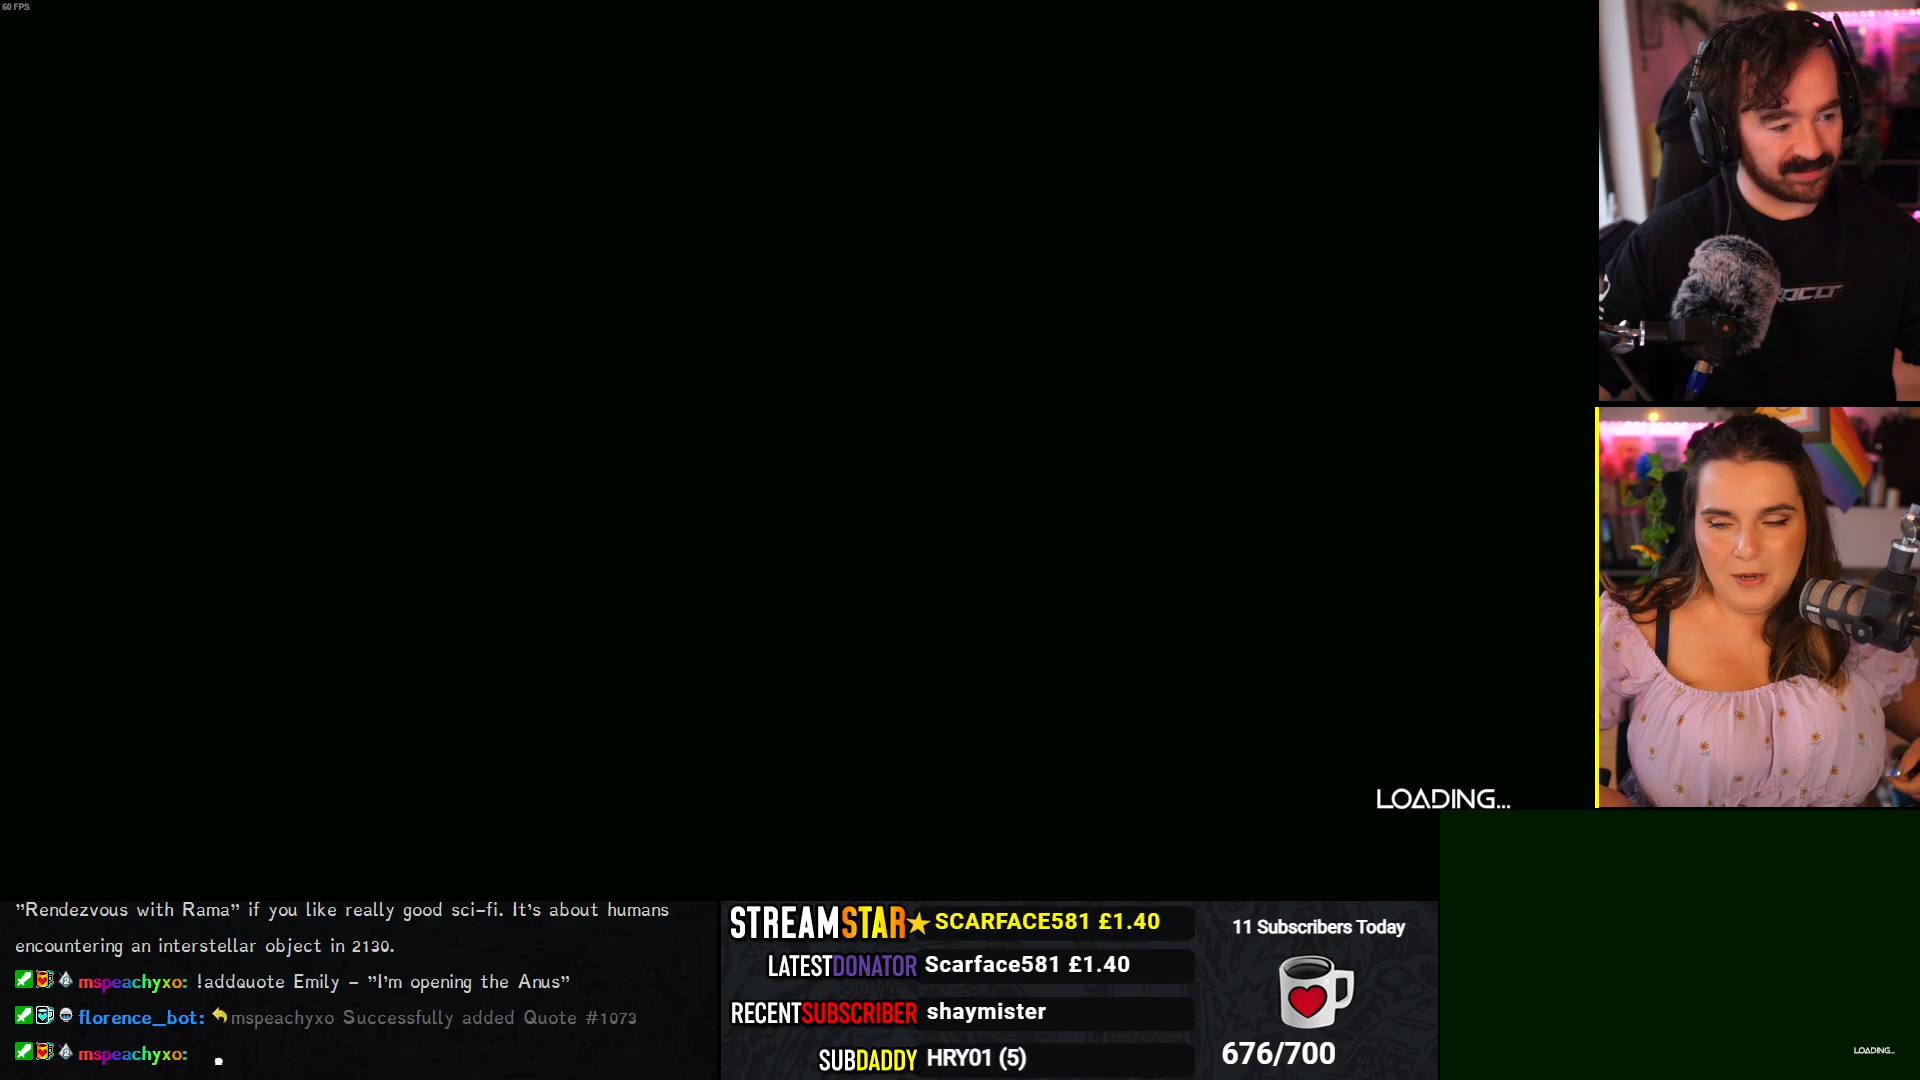 60 FPS
LOADING...
"Rendezvous with Rama" if you like really good sci-fi. It's about humans
encountering an interstellar object in 2130.
mspeachyxo: !addquote Emily - "I'm opening the Anus"
florence_bot: mspeachyxo Successfully added Quote #1073
mspeachyxo:
STREAMSTAR SCARFACE581 £1.40
LATESTDONATOR Scarface581 £1.40
RECENTSUBSCRIBER shaymister
SUBDADDY HRY01 (5)
11 Subscribers Today
676/700
LOADING...
RODE